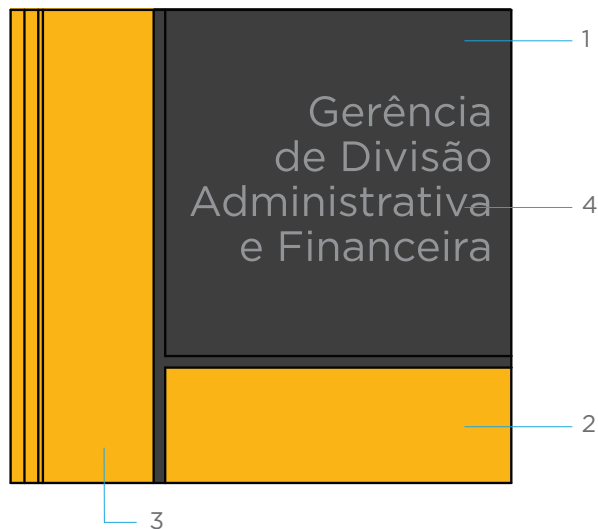 1
Gerência
de Divisão
Administrativa
e Financeira
4
2
3